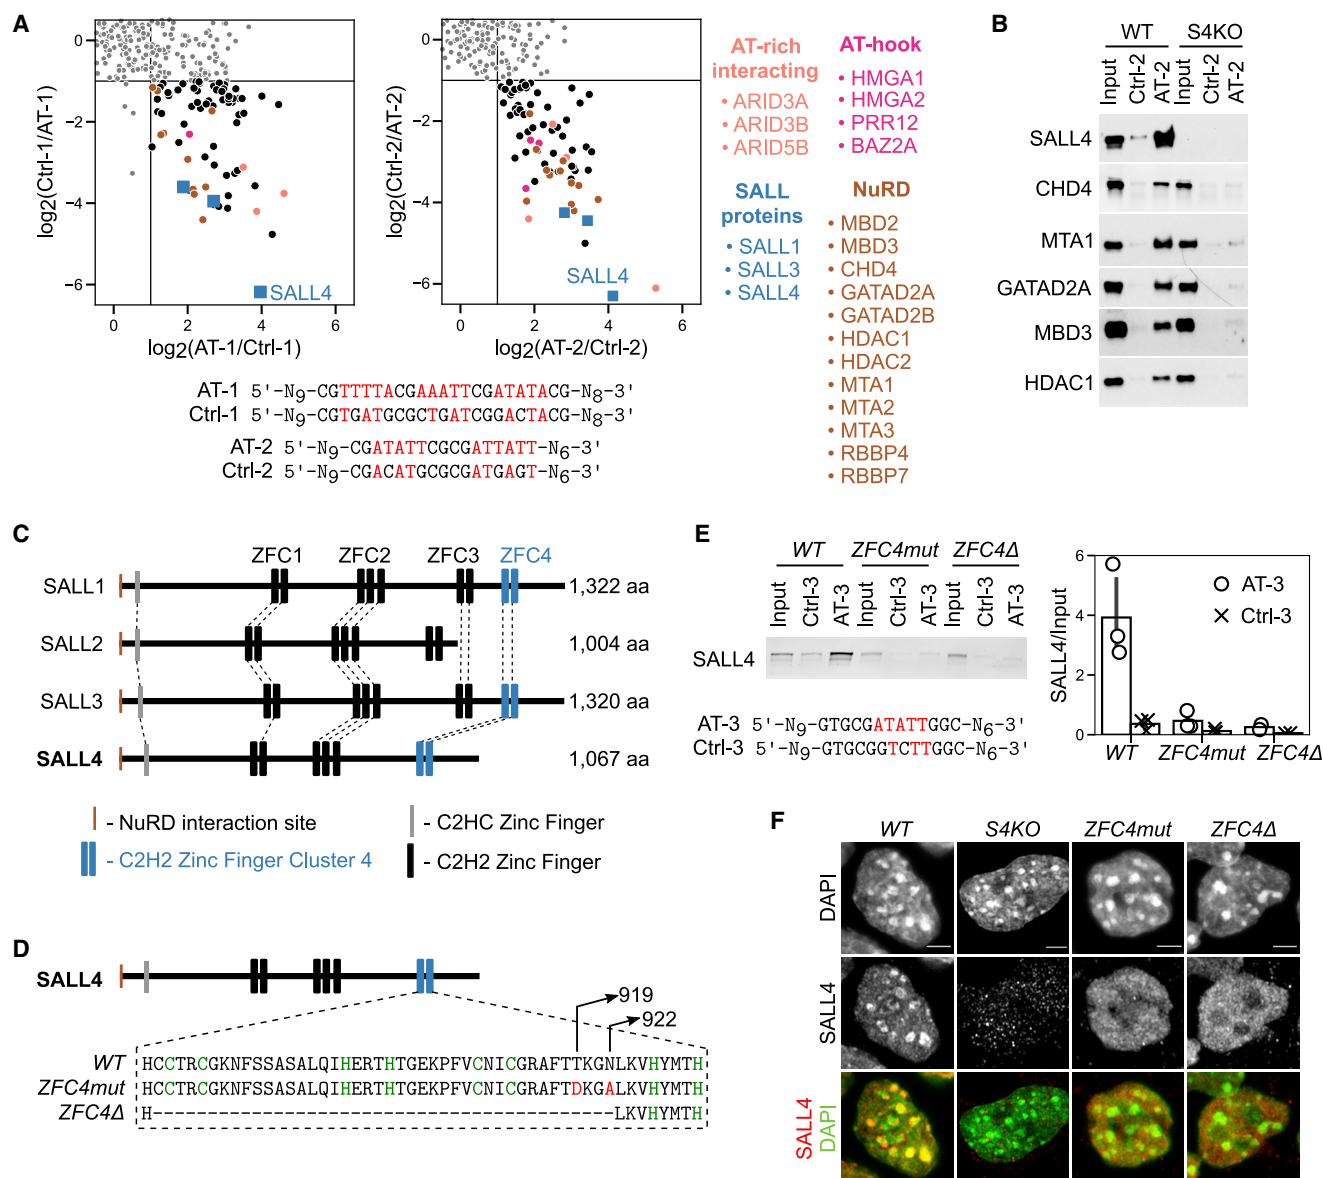 A
0
−2
−4
−6
log2(Ctrl-1/AT-1)
0 2 4 6
log2(AT-1/Ctrl-1)
SALL4
0
−2
−4
−6
log2(Ctrl-2/AT-2)
0 2 4 6
log2(AT-2/Ctrl-2)
SALL4
AT-rich
interacting
• ARID3A
• ARID3B
• ARID5B
AT-hook
• HMGA1
• HMGA2
• PRR12
• BAZ2A
SALL
proteins
• SALL1
• SALL3
• SALL4
NuRD
• MBD2
• MBD3
• CHD4
• GATAD2A
• GATAD2B
• HDAC1
• HDAC2
• MTA1
• MTA2
• MTA3
• RBBP4
• RBBP7
AT-1 5'-N9-CGTTTTACGAAATTCGATATACG-N8-3'
Ctrl-1 5'-N9-CGTGATGCGCTGATCGGACTACG-N8-3'
AT-2 5'-N9-CGATATTCGCGATTATT-N6-3'
Ctrl-2 5'-N9-CGACATGCGCGATGAGT-N6-3'
B
WT S4KO
Input Ctrl-2 AT-2 Input Ctrl-2 AT-2
SALL4
CHD4
MTA1
GATAD2A
MBD3
HDAC1
C
ZFC1 ZFC2 ZFC3 ZFC4
SALL1 1,322 aa
SALL2 1,004 aa
SALL3 1,320 aa
SALL4 1,067 aa
- NuRD interaction site
- C2HC Zinc Finger
- C2H2 Zinc Finger Cluster 4
- C2H2 Zinc Finger
D
SALL4
919
922
WT HCCTRCGKNFSSASALQIHERTHTGEKPFVCNICGRAFTTKGNLKVHYMTH
ZFC4mut HCCTRCGKNFSSASALQIHERTHTGEKPFVCNICGRAFTDKGALKVHYMTH
ZFC4Δ H------------------------------------------LKVHYMTH
E
WT ZFC4mut ZFC4Δ
Input Ctrl-3 AT-3 Input Ctrl-3 AT-3 Input Ctrl-3 AT-3
SALL4
AT-3 5'-N9-GTGCGATATTGGC-N6-3'
Ctrl-3 5'-N9-GTGCGGTCTTGGC-N6-3'
6
4
2
0
SALL4/Input
AT-3
Ctrl-3
WT ZFC4mut ZFC4Δ
F
WT S4KO ZFC4mut ZFC4Δ
DAPI
SALL4
SALL4
DAPI